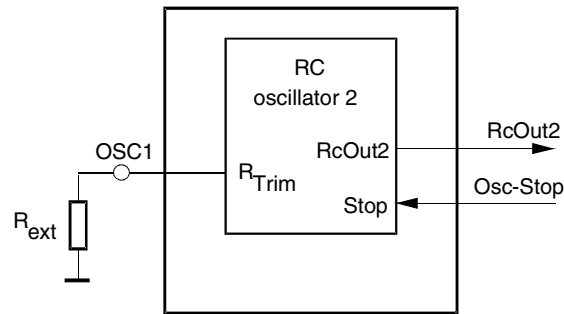 RC
oscillator 2
RcOut2
RcOut2
OSC1
RTrim
Osc-Stop
Stop
Rext